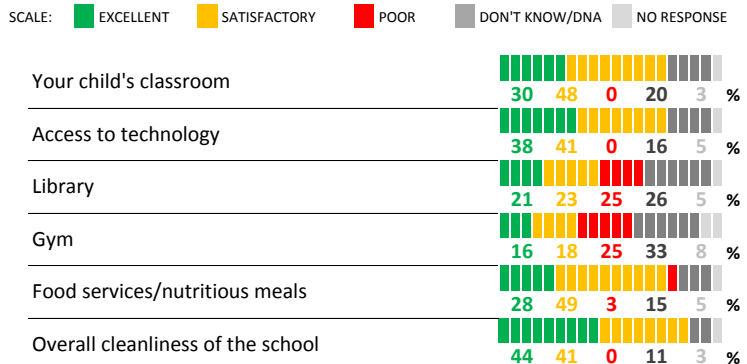 SCALE: EXCELLENT SATISFACTORY POOR DON'T KNOW/DNA NO RESPONSE
Your child's classroom
30 48 0 20 3 %
Access to technology
38 41 0 16 5 %
Library
21 23 25 26 5 %
Gym
16 18 25 33 8 %
Food services/nutritious meals
28 49 3 15 5 %
Overall cleanliness of the school
44 41 0 11 3 %